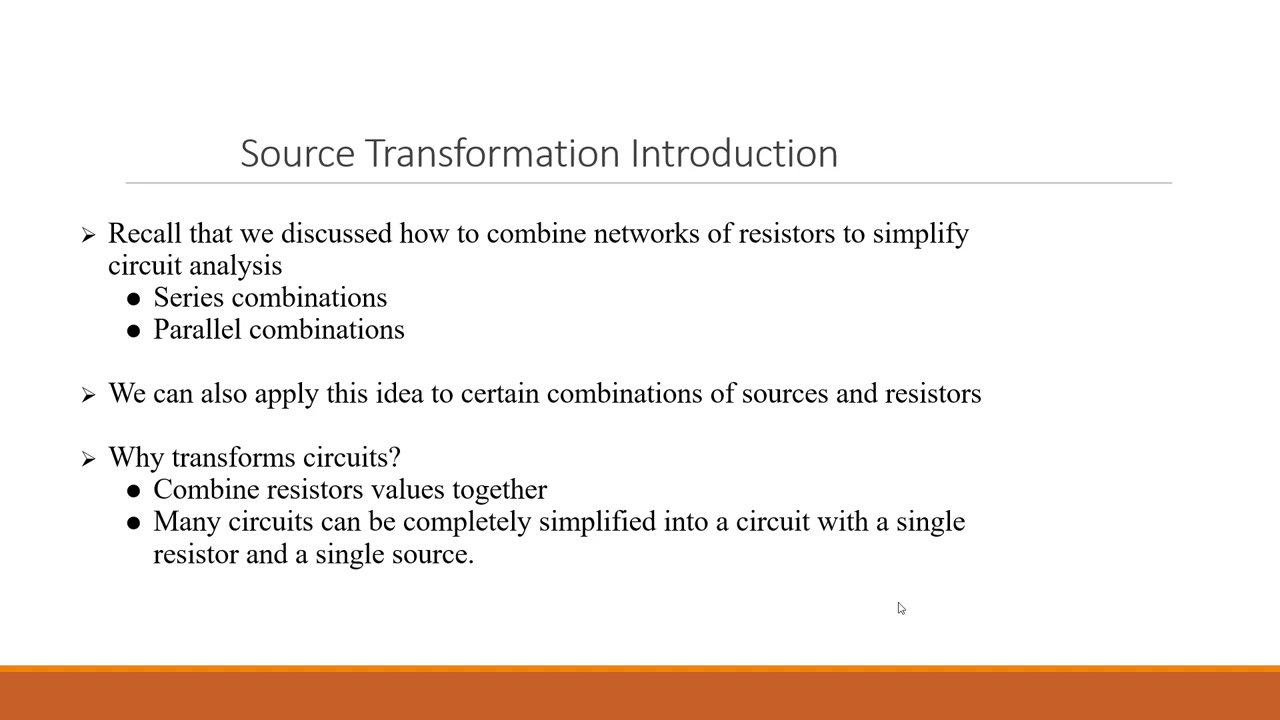 Source Transformation Introduction
Recall that we discussed how to combine networks of resistors to simplify
circuit analysis
Series combinations
Parallel combinations
We can also apply this idea to certain combinations of sources and resistors
Why transforms circuits?
Combine resistors values together
Many circuits can be completely simplified into a circuit with a single
resistor and a single source.